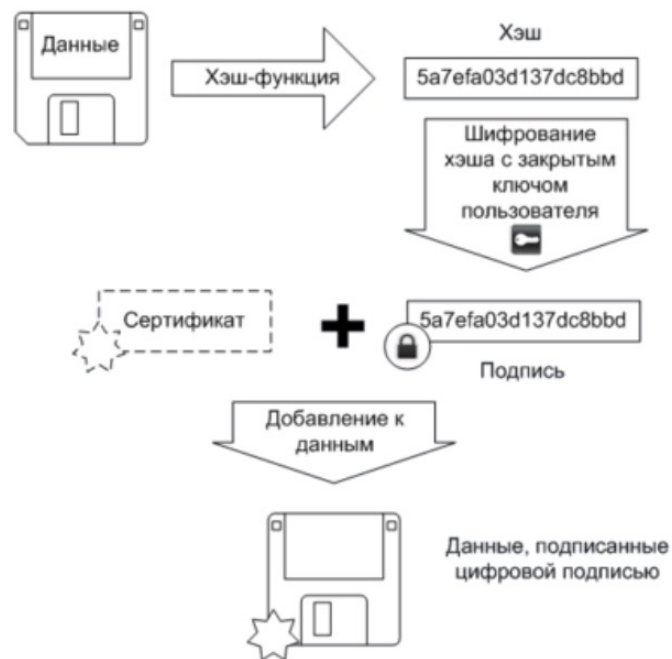 Данные
Хэш-функция
Хэш
5a7efa03d137dc8bbd
Шифрование
хэша с закрытым
ключом
пользователя
Сертификат
5a7efa03d137dc8bbd
Подпись
Добавление к
данным
Данные, подписанные
цифровой подписью